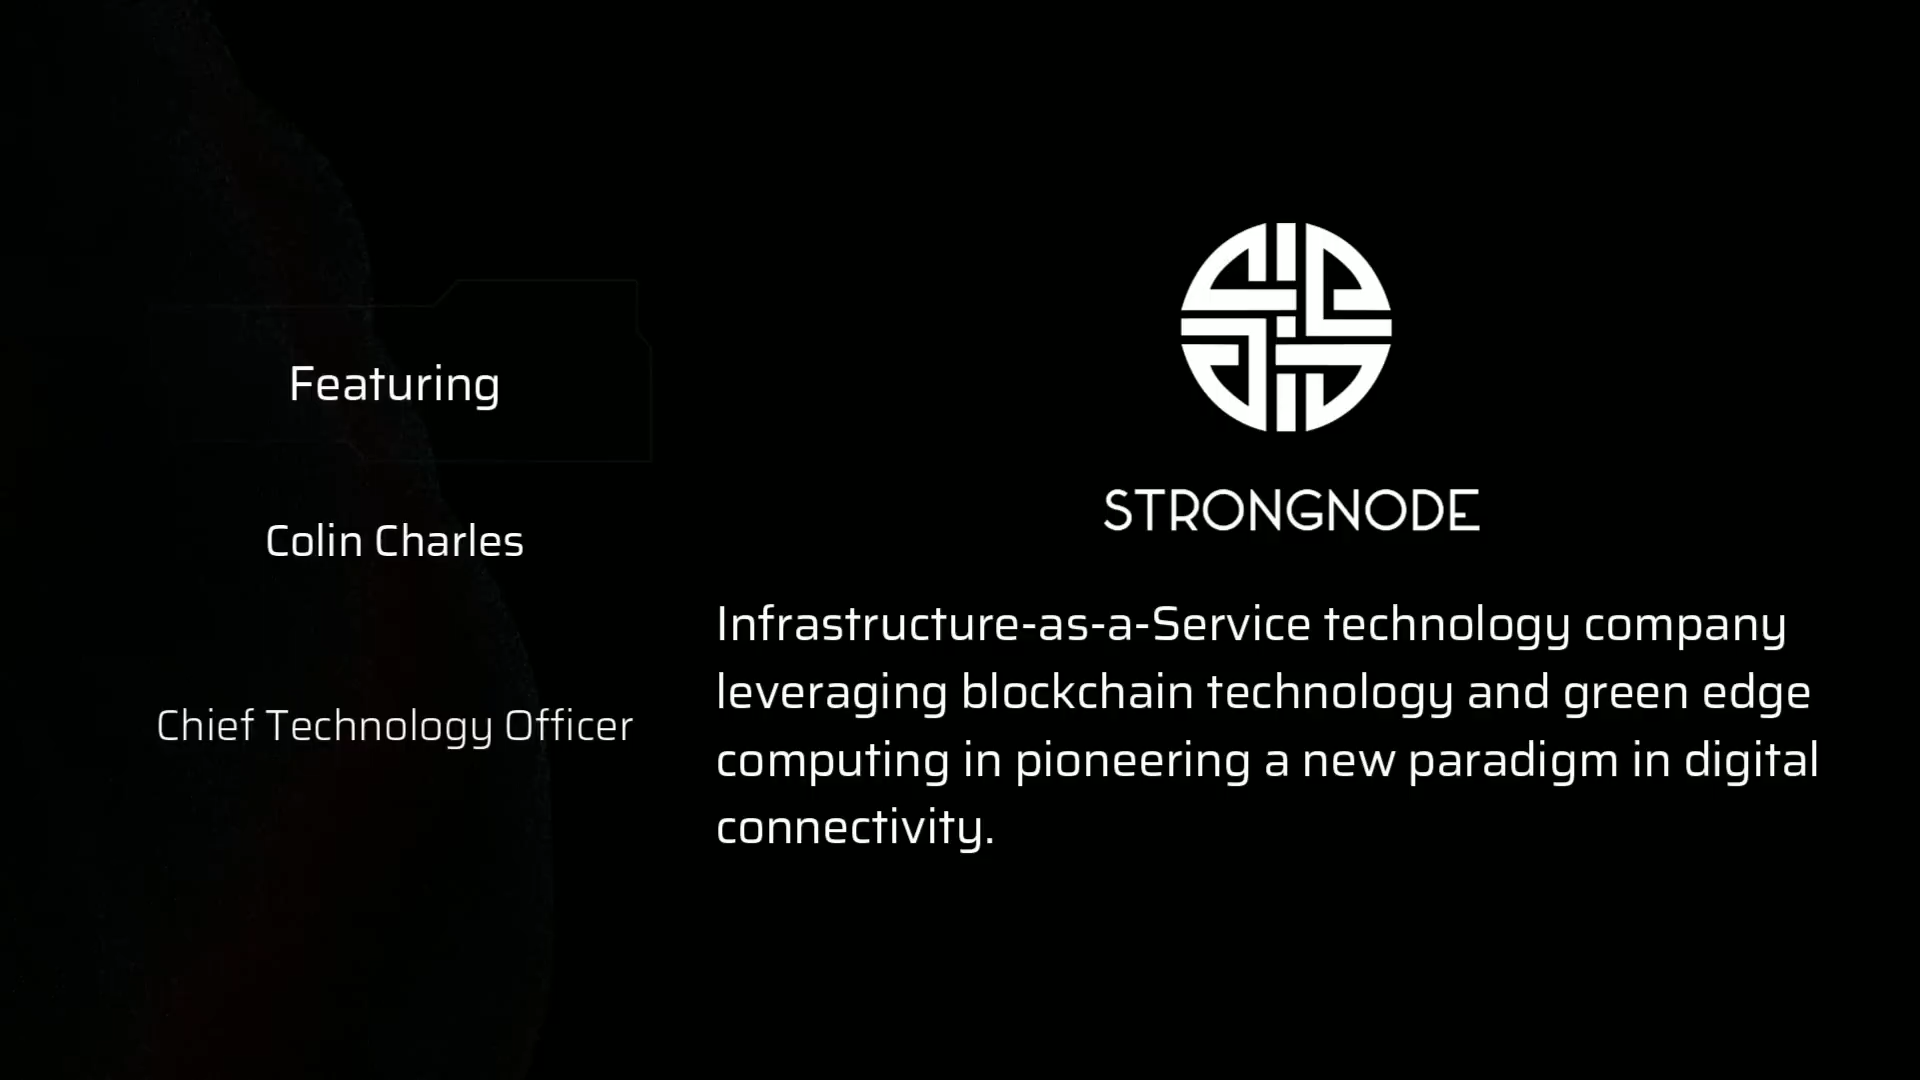 Featuring
Colin Charles
Chief Technology Officer
STRONGNODE
Infrastructure-as-a-Service technology company
leveraging blockchain technology and green edge
computing in pioneering a new paradigm in digital
connectivity.